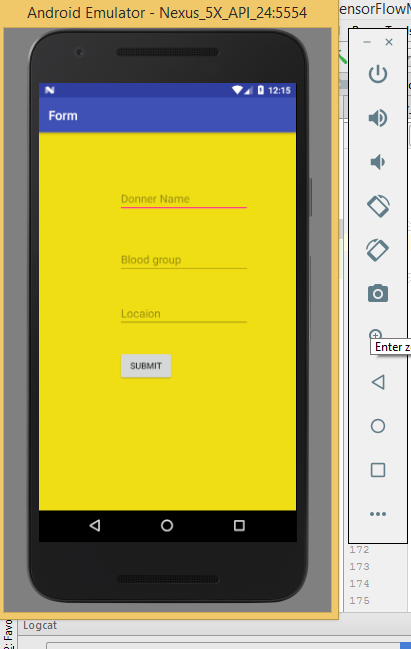 Android Emulator - Nexus_5X_API_24:5554
ensorFlowM
12:15
Form
Donner Name
Blood group
Locaion
SUBMIT
Enter z
172
173
174
175
Logcat
Favo